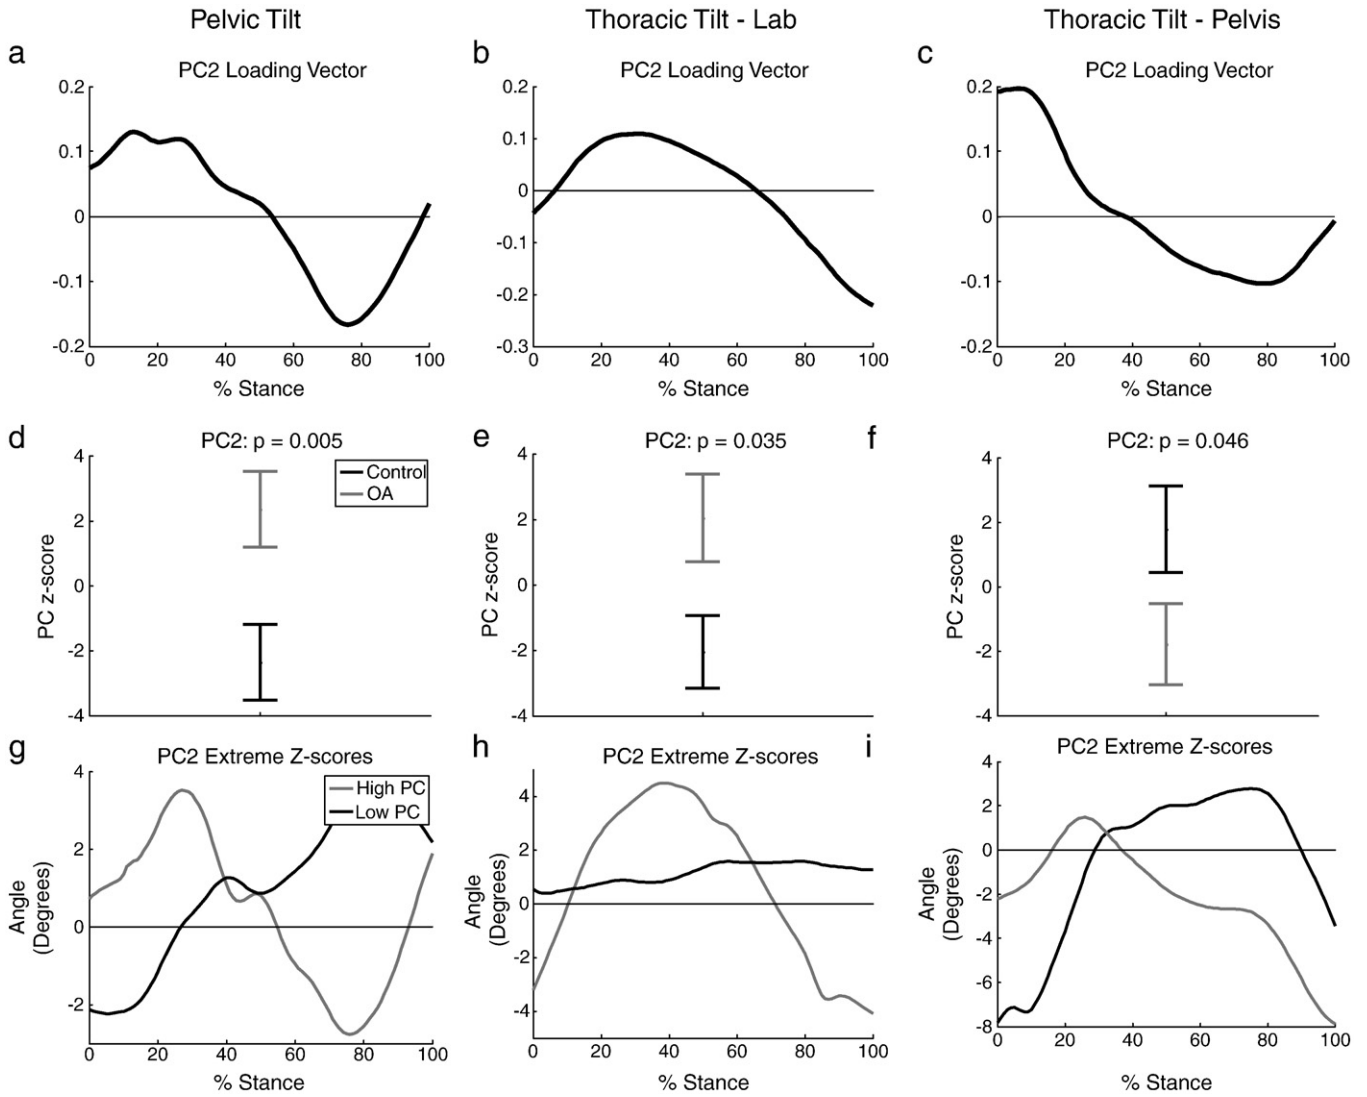 Pelvic Tilt
Thoracic Tilt - Lab
Thoracic Tilt - Pelvis
a
PC2 Loading Vector
0.2
0.1
0
-0.1
-0.2
0 20 40 60 80 100
% Stance
b
PC2 Loading Vector
0.2
0.1
0
-0.1
-0.2
-0.3
0 20 40 60 80 100
% Stance
c
PC2 Loading Vector
0.2
0.1
0
-0.1
-0.2
0 20 40 60 80 100
% Stance
d
PC2: p = 0.005
Control
OA
PC z-score
4
2
0
-2
-4
e
PC2: p = 0.035
PC z-score
4
2
0
-2
-4
f
PC2: p = 0.046
PC z-score
4
2
0
-2
-4
g
PC2 Extreme Z-scores
High PC
Low PC
Angle
(Degrees)
4
2
0
-2
0 20 40 60 80 100
% Stance
h
PC2 Extreme Z-scores
Angle
(Degrees)
4
2
0
-2
-4
0 20 40 60 80 100
% Stance
i
PC2 Extreme Z-scores
Angle
(Degrees)
4
2
0
-2
-4
-6
-8
0 20 40 60 80 100
% Stance